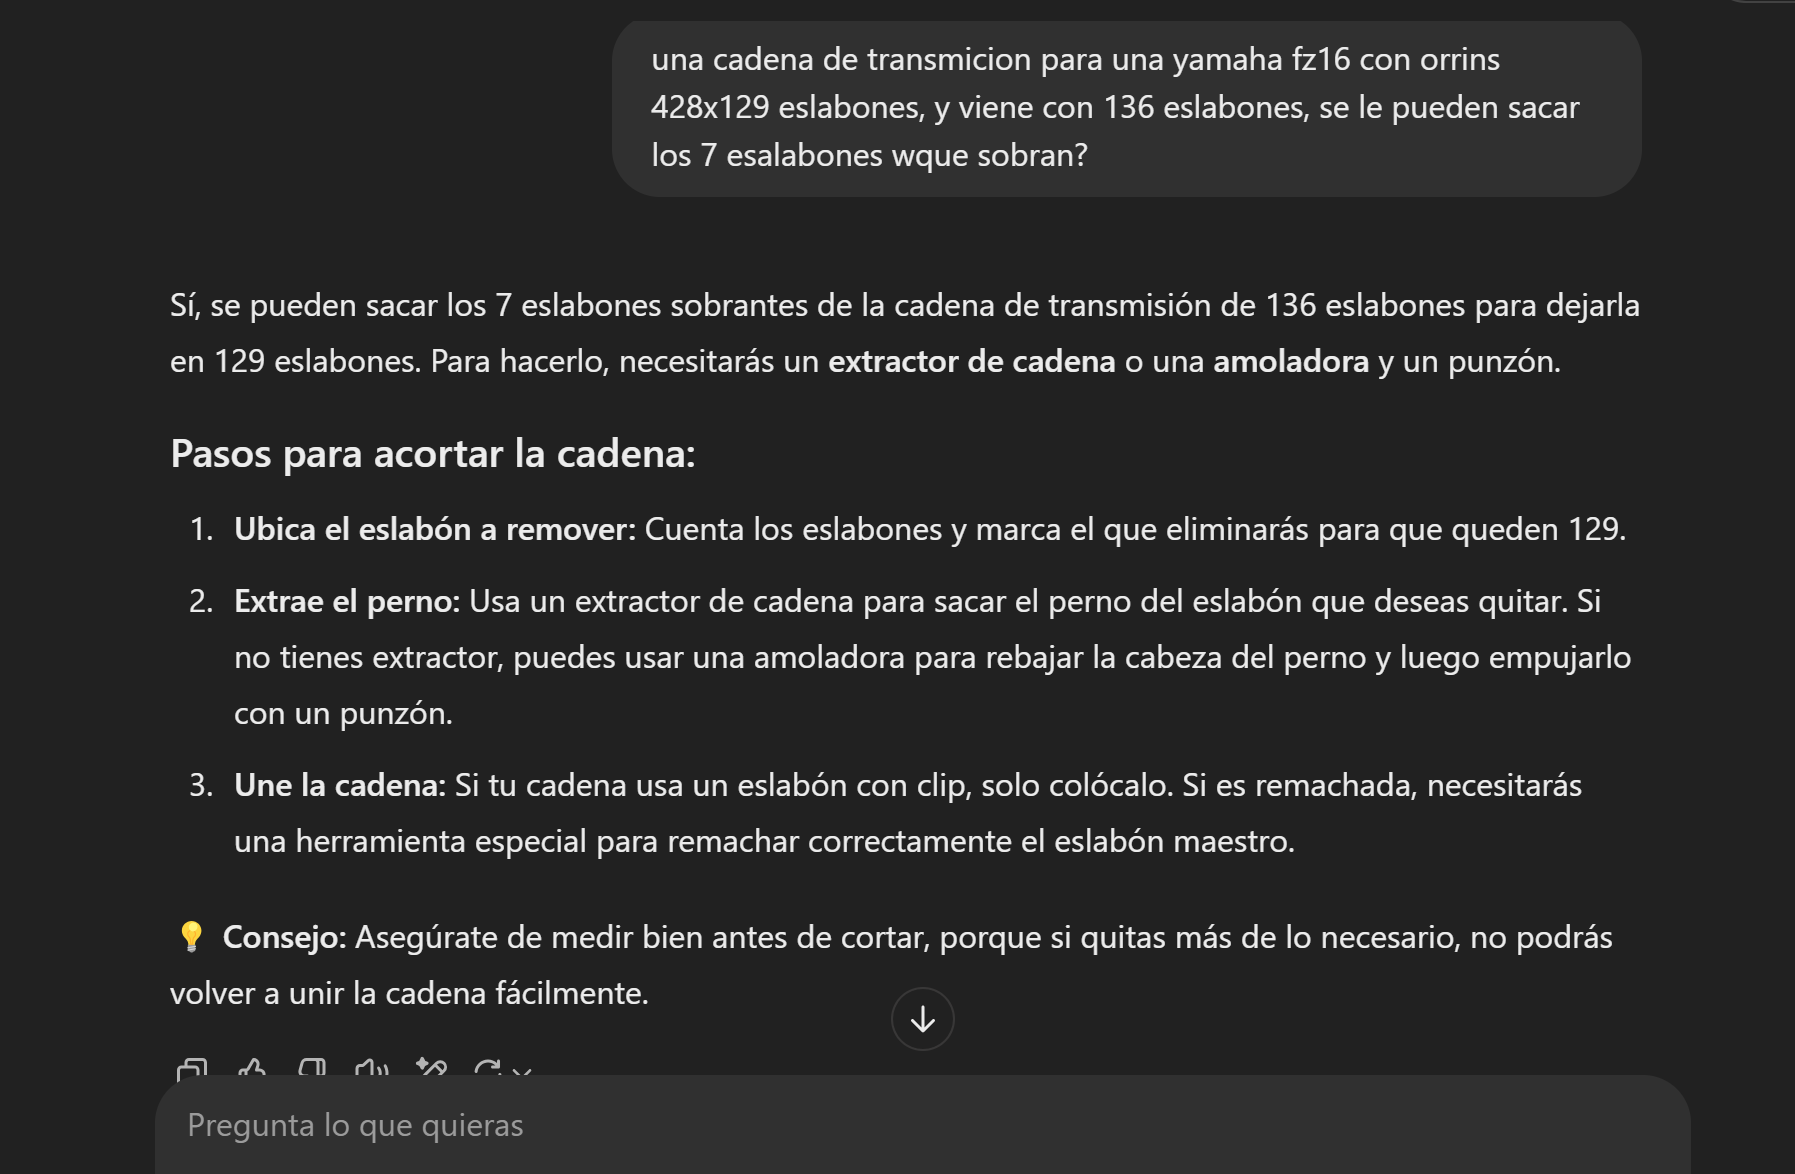 una cadena de transmicion para una yamaha fz16 con orrins
428x129 eslabones, y viene con 136 eslabones, se le pueden sacar
los 7 esalabones wque sobran?
Sí, se pueden sacar los 7 eslabones sobrantes de la cadena de transmisión de 136 eslabones para dejarla
en 129 eslabones. Para hacerlo, necesitarás un extractor de cadena o una amoladora y un punzón.
Pasos para acortar la cadena:
1. Ubica el eslabón a remover: Cuenta los eslabones y marca el que eliminarás para que queden 129.
2. Extrae el perno: Usa un extractor de cadena para sacar el perno del eslabón que deseas quitar. Si
no tienes extractor, puedes usar una amoladora para rebajar la cabeza del perno y luego empujarlo
con un punzón.
3. Une la cadena: Si tu cadena usa un eslabón con clip, solo colócalo. Si es remachada, necesitarás
una herramienta especial para remachar correctamente el eslabón maestro.
💡 Consejo: Asegúrate de medir bien antes de cortar, porque si quitas más de lo necesario, no podrás
volver a unir la cadena fácilmente.
Pregunta lo que quieras